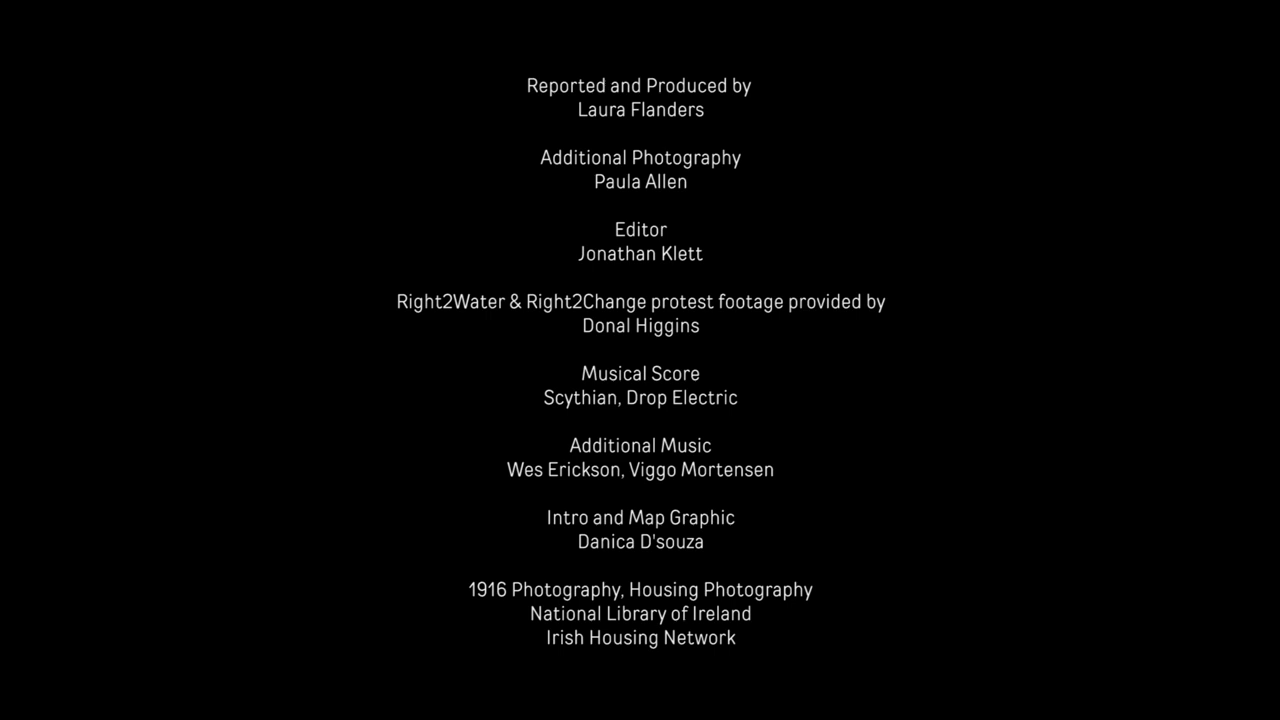 Reported and Produced by
Laura Flanders
Additional Photography
Paula Allen
Editor
Jonathan Klett
Right2Water & Right2Change protest footage provided by
Donal Higgins
Musical Score
Scythian, Drop Electric
Additional Music
Wes Erickson, Viggo Mortensen
Intro and Map Graphic
Danica D'souza
1916 Photography, Housing Photography
National Library of Ireland
Irish Housing Network